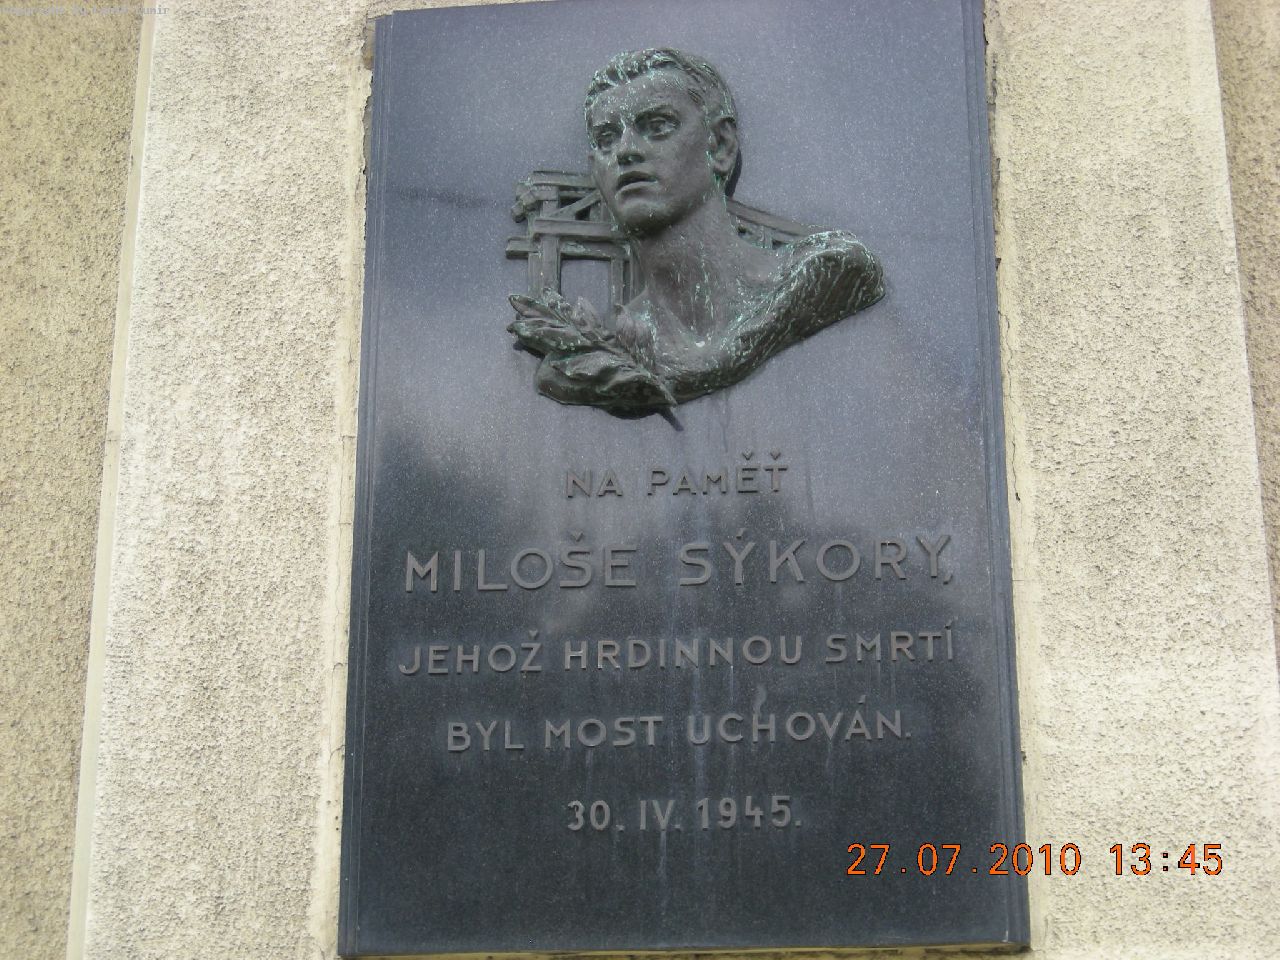 NA PAMĚŤ
MILOŠE SÝKORY,
JEHOŽ HRDINNOU SMRTÍ
BYL MOST UCHOVÁN.
30. IV. 1945.
27.07.2010 13:45